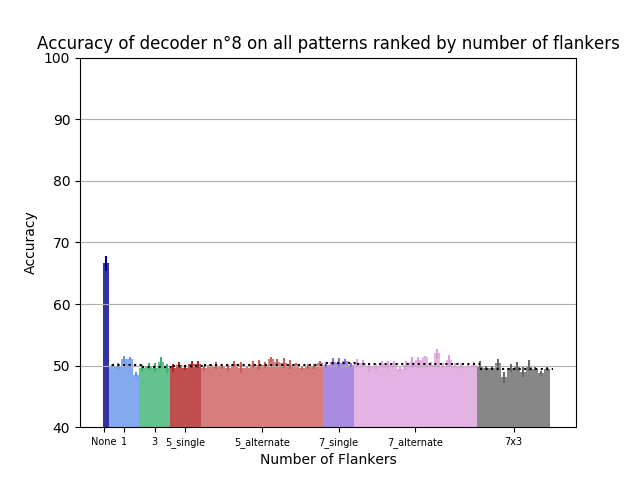 Accuracy of decoder n°8 on all patterns ranked by number of flankers
100
90
80
70
60
50
40
Accuracy
None 1 3 5_single 5_alternate 7_single 7_alternate 7x3
Number of Flankers